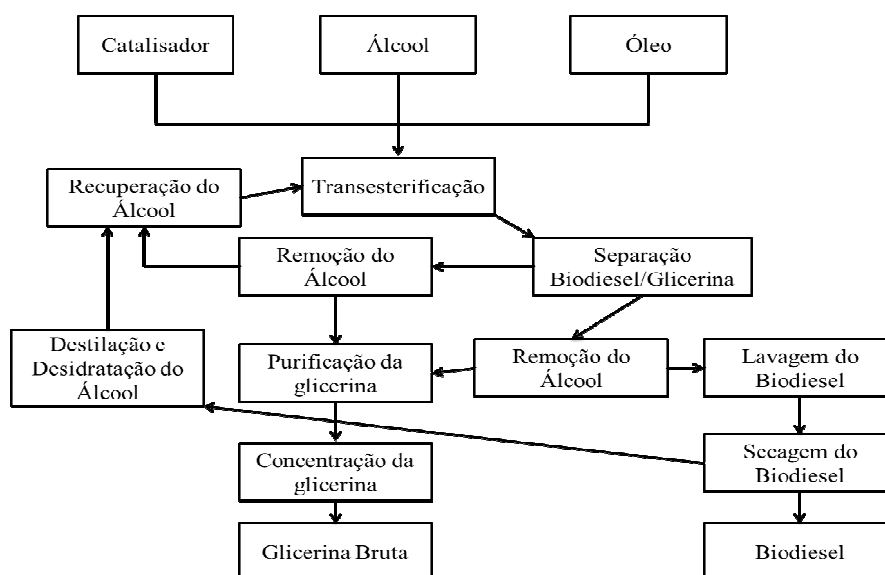 Catalisador
Álcool
Óleo
Recuperação do
Álcool
Transesterificação
Remoção do
Álcool
Separação
Biodiesel/Glicerina
Destilação e
Desidratação do
Álcool
Purificação da
glicerina
Remoção do
Álcool
Lavagem do
Biodiesel
Concentração da
glicerina
Secagem do
Biodiesel
Glicerina Bruta
Biodiesel